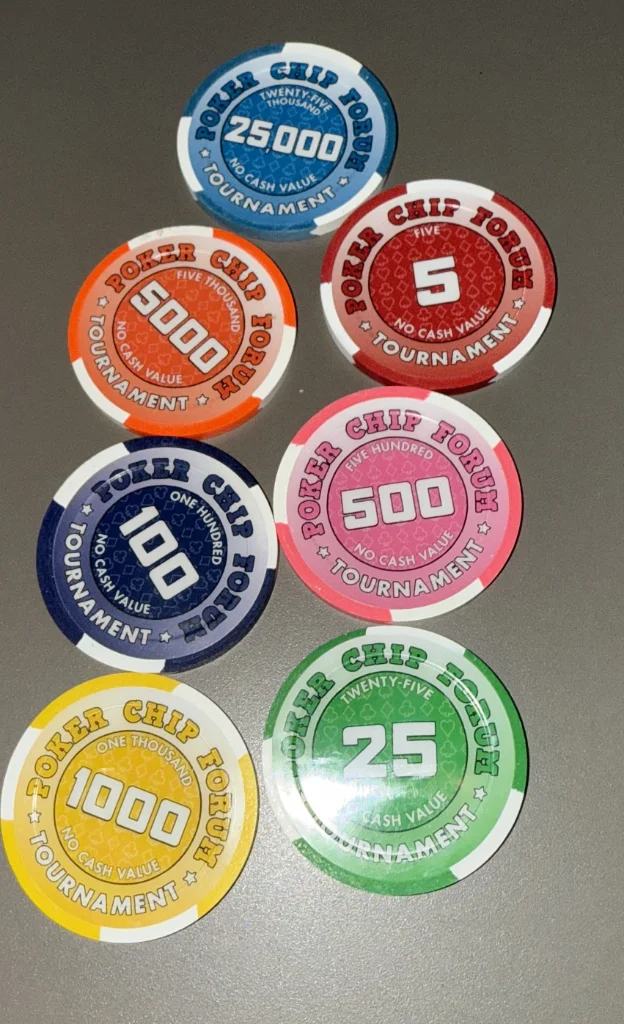 POKER CHIP FORUM
TWENTY-FIVE
THOUSAND
25,000
NO CASH VALUE
TOURNAMENT
POKER CHIP FORUM
FIVE
5
NO CASH VALUE
TOURNAMENT
POKER CHIP FORUM
FIVE THOUSAND
5000
NO CASH VALUE
TOURNAMENT
POKER CHIP FORUM
FIVE HUNDRED
500
NO CASH VALUE
TOURNAMENT
POKER CHIP FORUM
ONE HUNDRED
100
NO CASH VALUE
TOURNAMENT
POKER CHIP FORUM
TWENTY-FIVE
25
CASH VALUE
TOURNAMENT
POKER CHIP FORUM
ONE THOUSAND
1000
NO CASH VALUE
TOURNAMENT